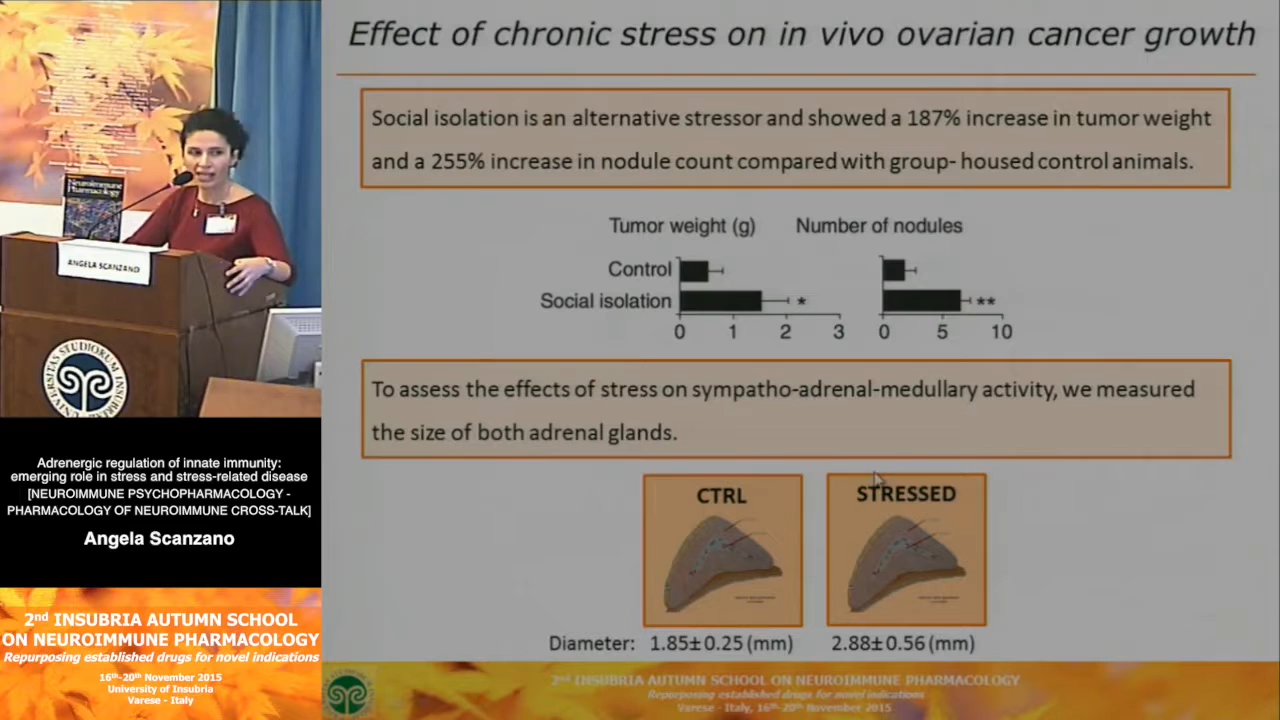 Effect of chronic stress on in vivo ovarian cancer growth
Social isolation is an alternative stressor and showed a 187% increase in tumor weight
and a 255% increase in nodule count compared with group- housed control animals.
Tumor weight (g)
Number of nodules
Control
Social isolation
*
**
0 1 2 3
0 5 10
To assess the effects of stress on sympatho-adrenal-medullary activity, we measured
the size of both adrenal glands.
CTRL
STRESSED
Diameter: 1.85±0.25 (mm)
2.88±0.56 (mm)
2nd INSUBRIA AUTUMN SCHOOL ON NEUROIMMUNE PHARMACOLOGY
Repurposing established drugs for novel indications
Varese - Italy, 16th-20th November 2015
Neuroimmune
Pharmacology
ANGELA SCANZANO
Adrenergic regulation of innate immunity:
emerging role in stress and stress-related disease
[NEUROIMMUNE PSYCHOPHARMACOLOGY -
PHARMACOLOGY OF NEUROIMMUNE CROSS-TALK]
Angela Scanzano
2nd INSUBRIA AUTUMN SCHOOL
ON NEUROIMMUNE PHARMACOLOGY
Repurposing established drugs for novel indications
16th-20th November 2015
University of Insubria
Varese - Italy